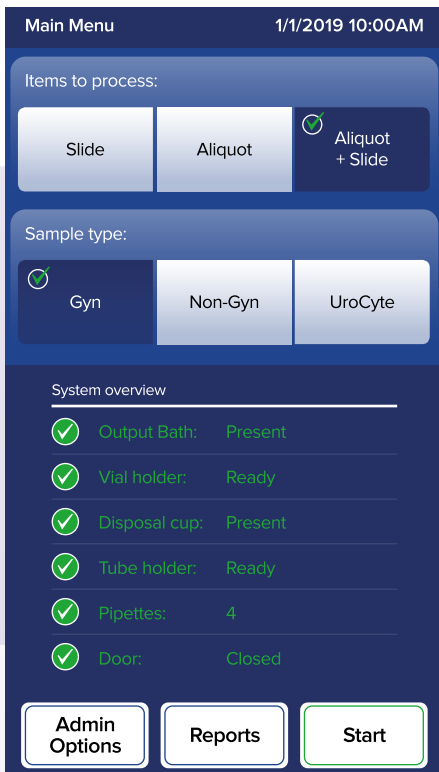 Main Menu 1/1/2019 10:00AM
Items to process:
Slide Aliquot Aliquot
+ Slide
Sample type:
Gyn Non-Gyn UroCyte
System overview
Output Bath: Present
Vial holder: Ready
Disposal cup: Present
Tube holder: Ready
Pipettes: 4
Door: Closed
Admin
Options Reports Start